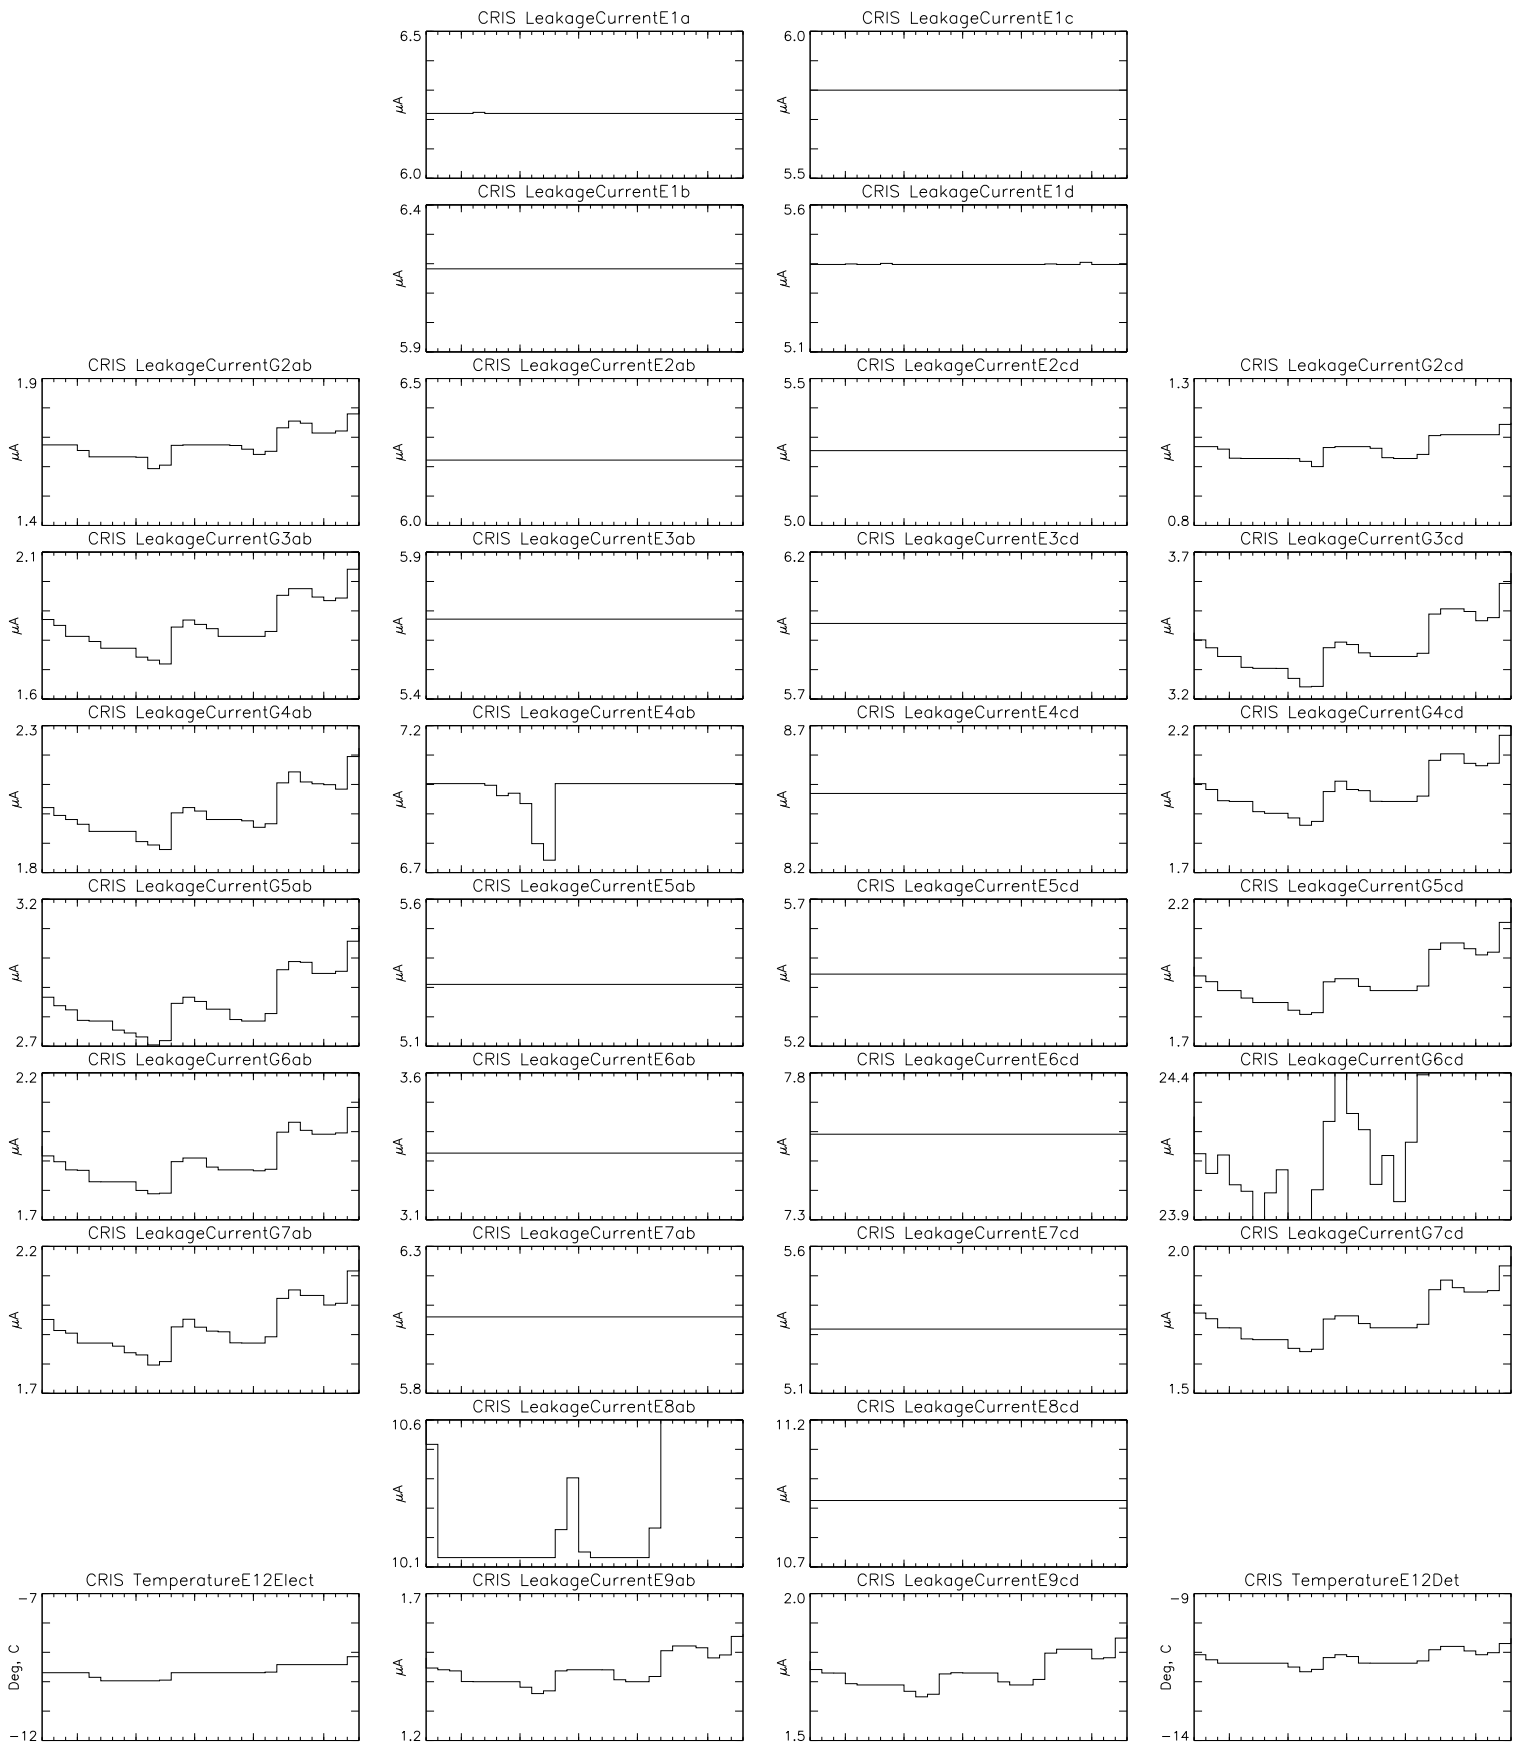 CRIS LeakageCurrentE1a CRIS LeakageCurrentE1c
6.5 6.0
μA μA
6.0 5.5
CRIS LeakageCurrentE1b CRIS LeakageCurrentE1d
6.4 5.6
μA μA
5.9 5.1
CRIS LeakageCurrentG2ab CRIS LeakageCurrentE2ab CRIS LeakageCurrentE2cd CRIS LeakageCurrentG2cd
1.9 6.5 5.5 1.3
μA μA μA μA
1.4 6.0 5.0 0.8
CRIS LeakageCurrentG3ab CRIS LeakageCurrentE3ab CRIS LeakageCurrentE3cd CRIS LeakageCurrentG3cd
2.1 5.9 6.2 3.7
μA μA μA μA
1.6 5.4 5.7 3.2
CRIS LeakageCurrentG4ab CRIS LeakageCurrentE4ab CRIS LeakageCurrentE4cd CRIS LeakageCurrentG4cd
2.3 7.2 8.7 2.2
μA μA μA μA
1.8 6.7 8.2 1.7
CRIS LeakageCurrentG5ab CRIS LeakageCurrentE5ab CRIS LeakageCurrentE5cd CRIS LeakageCurrentG5cd
3.2 5.6 5.7 2.2
μA μA μA μA
2.7 5.1 5.2 1.7
CRIS LeakageCurrentG6ab CRIS LeakageCurrentE6ab CRIS LeakageCurrentE6cd CRIS LeakageCurrentG6cd
2.2 3.6 7.8 24.4
μA μA μA μA
1.7 3.1 7.3 23.9
CRIS LeakageCurrentG7ab CRIS LeakageCurrentE7ab CRIS LeakageCurrentE7cd CRIS LeakageCurrentG7cd
2.2 6.3 5.6 2.0
μA μA μA μA
1.7 5.8 5.1 1.5
CRIS LeakageCurrentE8ab CRIS LeakageCurrentE8cd
10.6 11.2
μA μA
10.1 10.7
CRIS TemperatureE12Elect CRIS LeakageCurrentE9ab CRIS LeakageCurrentE9cd CRIS TemperatureE12Det
-7 1.7 2.0 -9
Deg, C μA μA Deg, C
-12 1.2 1.5 -14